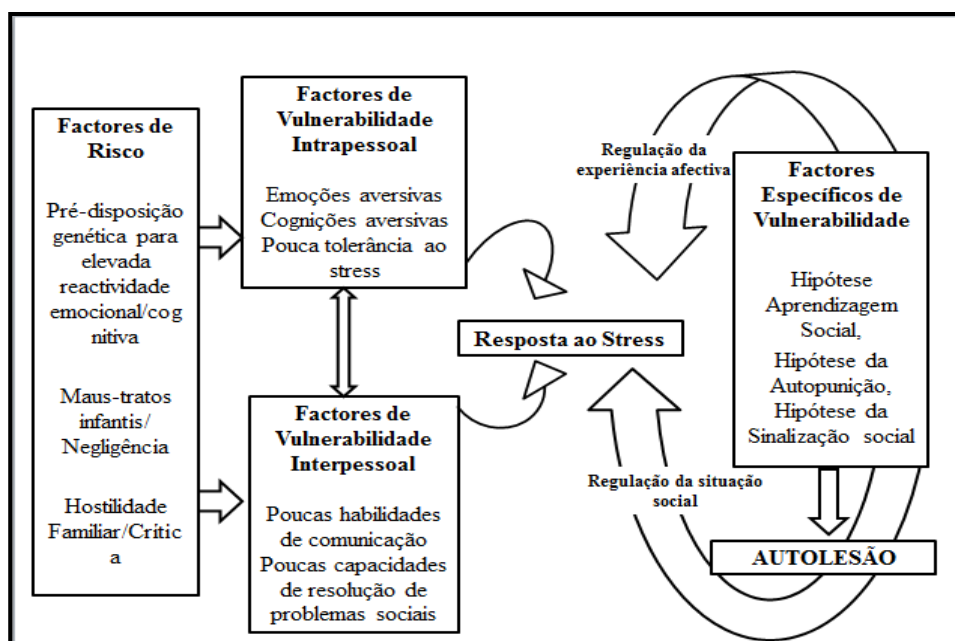 Factores de
Risco
Pré-disposição
genética para
elevada
reactividade
emocional/cog
nitiva
Maus-tratos
infantis/
Negligência
Hostilidade
Familiar/Crític
a
Factores de
Vulnerabilidade
Intrapessoal
Emoções aversivas
Cognições aversivas
Pouca tolerância ao
stress
Factores de
Vulnerabilidade
Interpessoal
Poucas habilidades
de comunicação
Poucas capacidades
de resolução de
problemas sociais
Resposta ao Stress
Regulação da
experiência afectiva
Regulação da situação
social
Factores
Específicos de
Vulnerabilidade
Hipótese
Aprendizagem
Social,
Hipótese da
Autopunição,
Hipótese da
Sinalização social
AUTOLESÃO